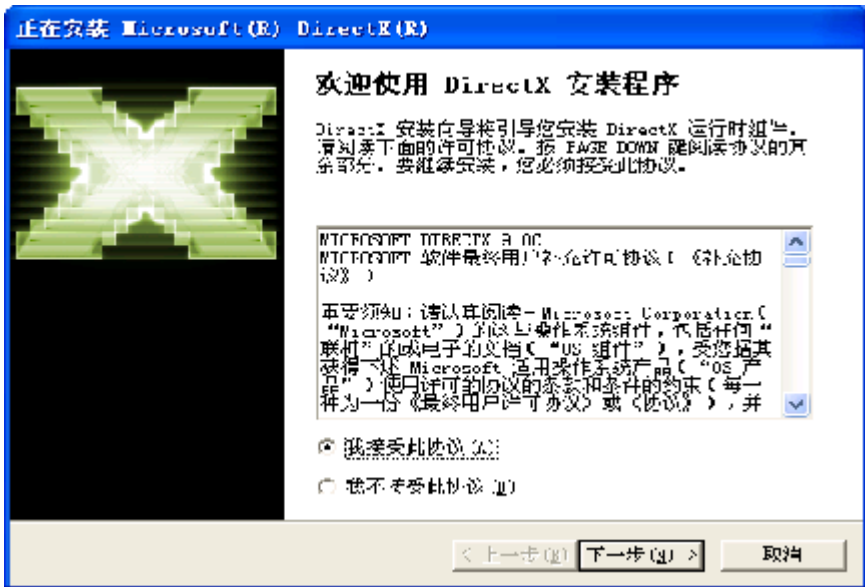 正在安装 Microsoft(R) DirectX(R)
欢迎使用 DirectX 安装程序
DirectX 安装向导将引导您安装 DirectX 运行时组件。
请阅读下面的许可协议。按 PAGE DOWN 键阅读协议的其
余部分。要继续安装，您必须接受此协议。
MICROSOFT DIRECTX 9.0C
MICROSOFT 软件最终用户补充许可协议（《补充协
议》）
重要须知：请认真阅读- Microsoft Corporation（
“Microsoft”）的这些操作系统组件，包括任何“
联机”的或电子的文档（“OS 组件”），受您据其
获得下述 Microsoft 适用操作系统产品（“OS 产
品”）使用许可的协议的条款和条件的约束（每一
种为一份《最终用户许可协议》或《协议》），并
我接受此协议(A)
我不接受此协议(D)
< 上一步(B)
下一步(N) >
取消